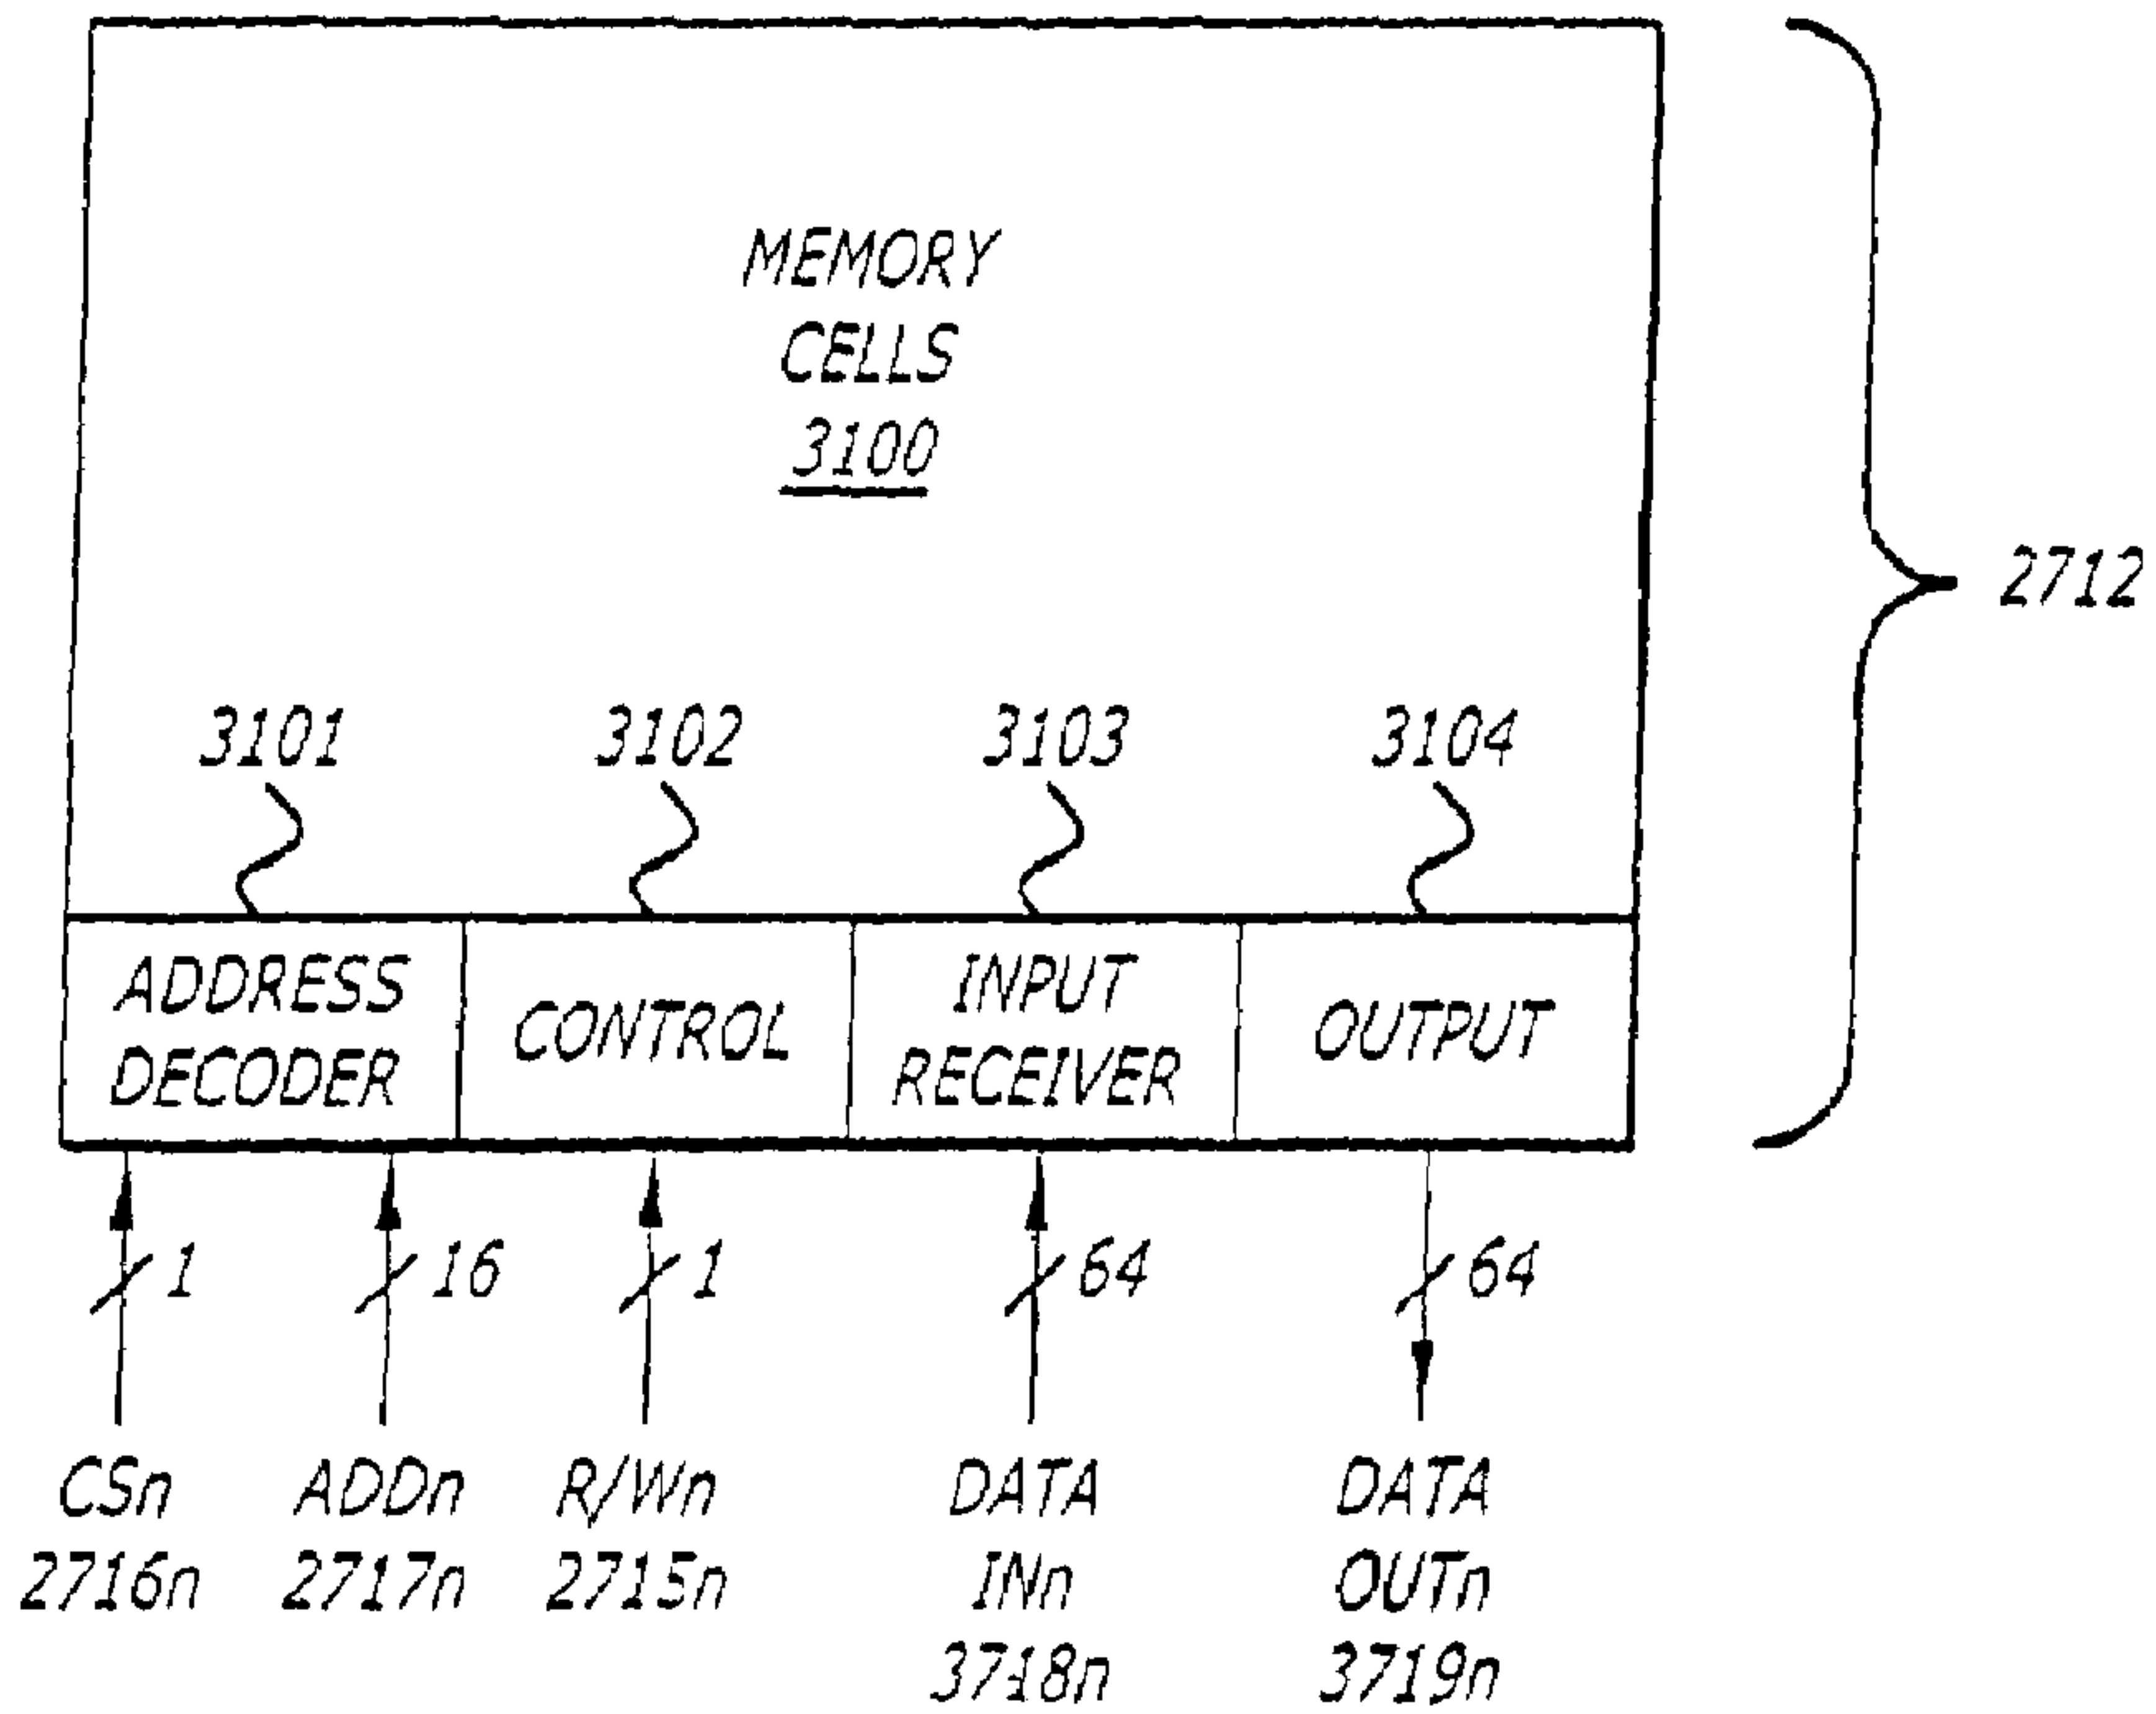 MEMORY
CELLS
3100
2712
3101 3102 3103 3104
ADDRESS
DECODER
CONTROL
INPUT
RECEIVER
OUTPUT
1 16 1 64 64
CSn
2716n
ADDn
2717n
R/Wn
2715n
DATA
INn
3718n
DATA
OUTn
3719n